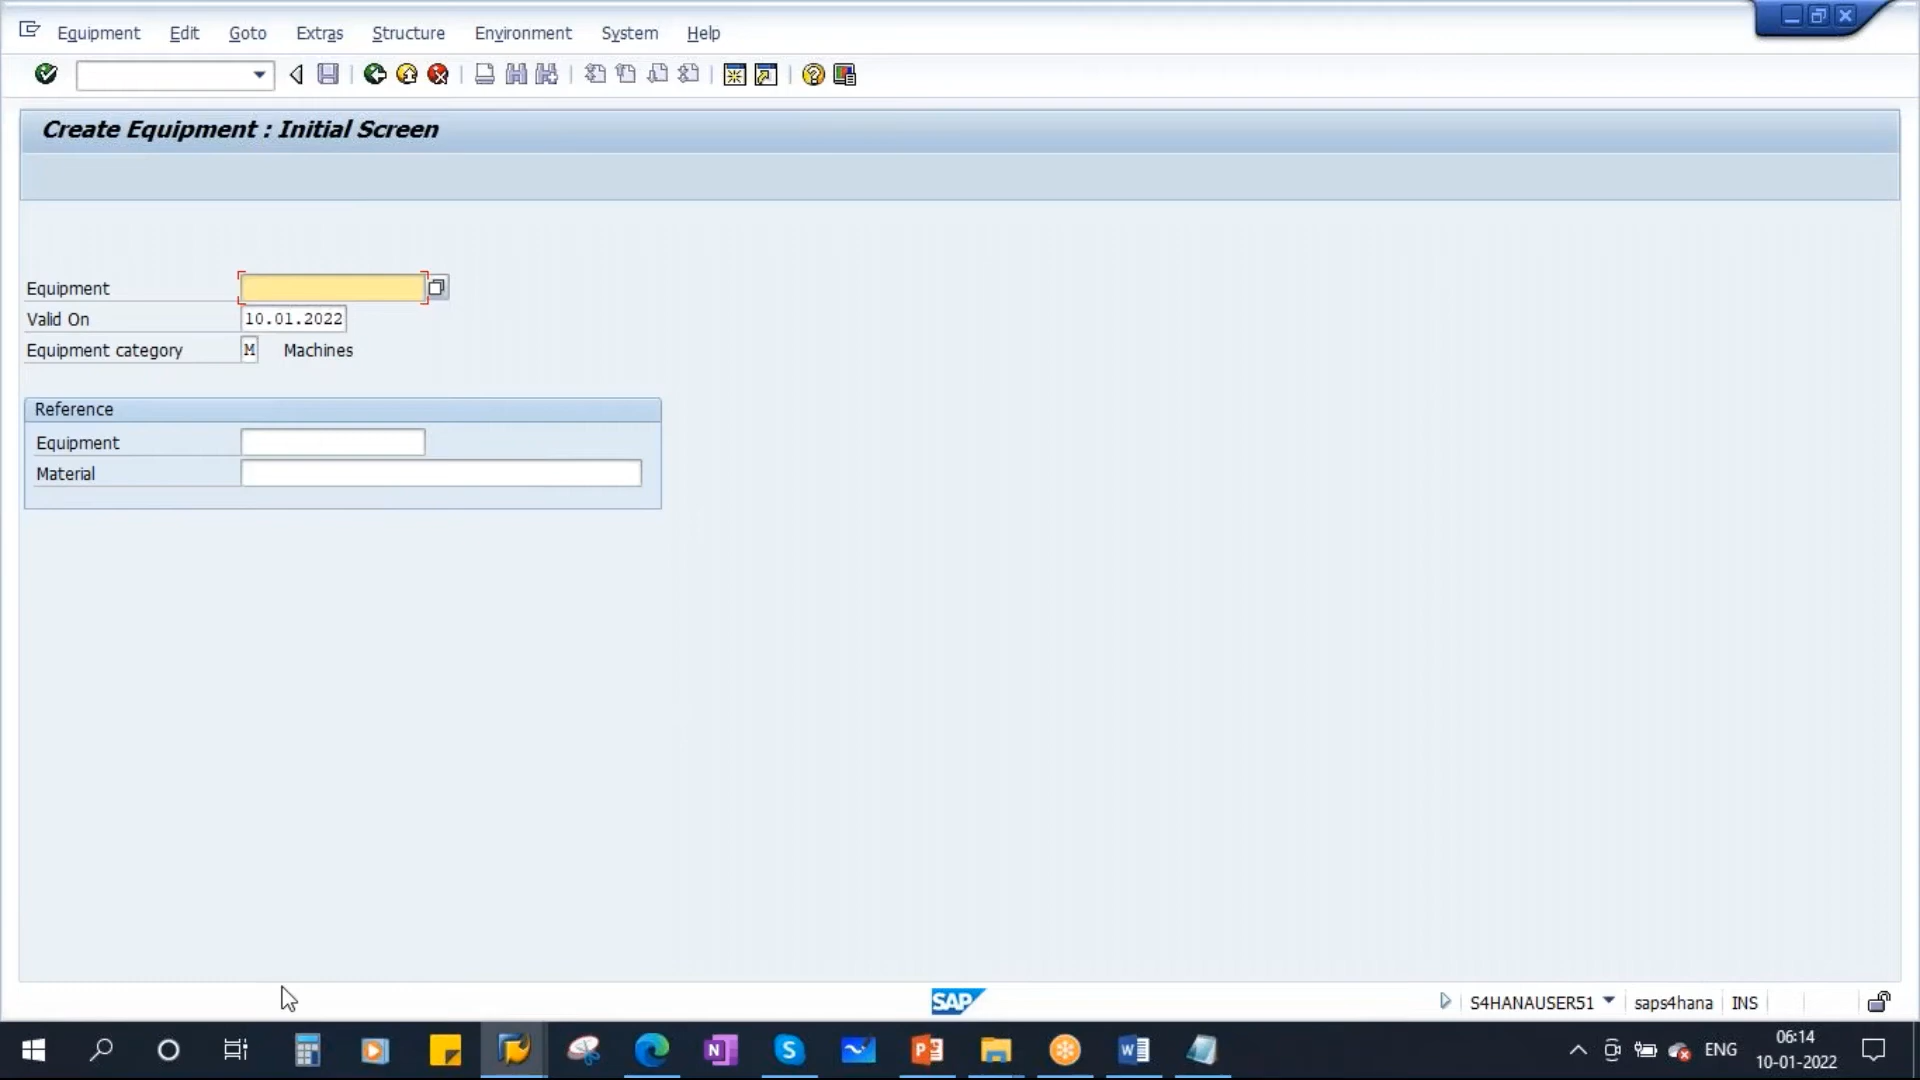 Equipment Edit Goto Extras Structure Environment System Help
Create Equipment : Initial Screen
Equipment
Valid On 10.01.2022
Equipment category M Machines
Reference
Equipment
Material
SAP S4HANAUSER51 saps4hana INS
ENG 06:14
10-01-2022